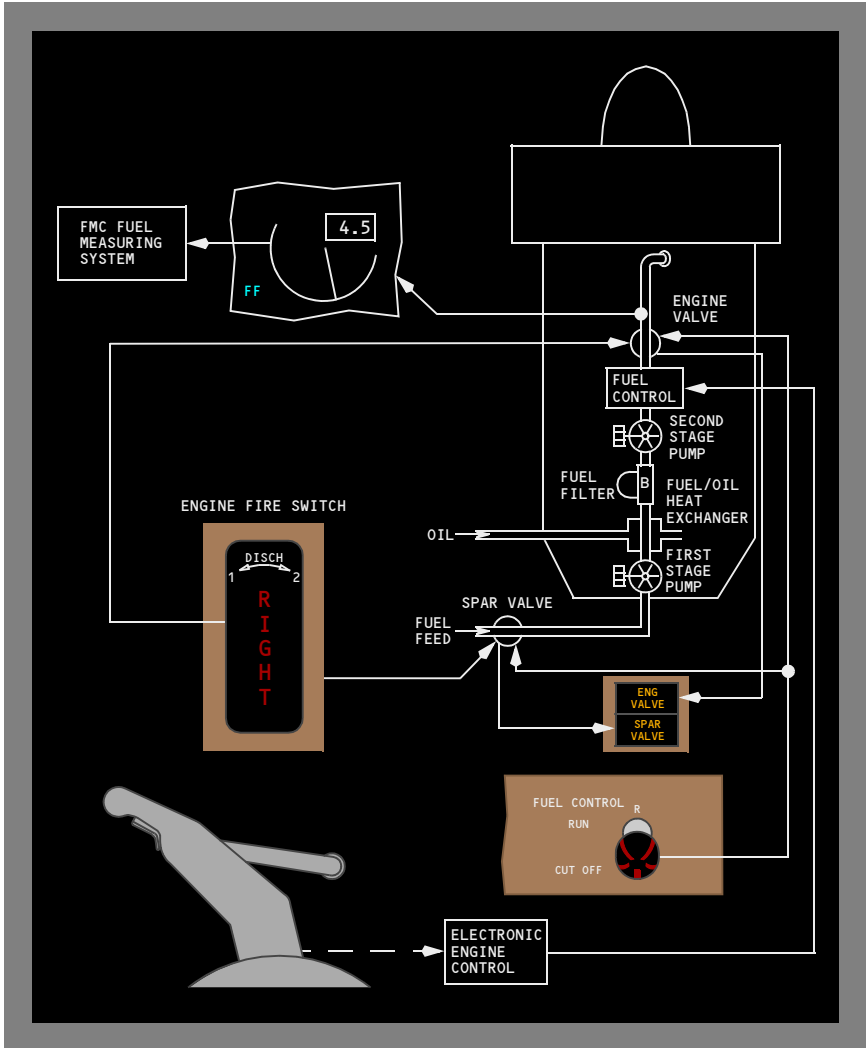 4.5
FMC FUEL
MEASURING
SYSTEM
FF
ENGINE
VALVE
FUEL
CONTROL
SECOND
STAGE
PUMP
FUEL
FILTER
B
FUEL/OIL
HEAT
EXCHANGER
ENGINE FIRE SWITCH
OIL
DISCH
1
2
R
I
G
H
T
FIRST
STAGE
PUMP
SPAR VALVE
FUEL
FEED
ENG
VALVE
SPAR
VALVE
FUEL CONTROL
R
RUN
CUT OFF
ELECTRONIC
ENGINE
CONTROL